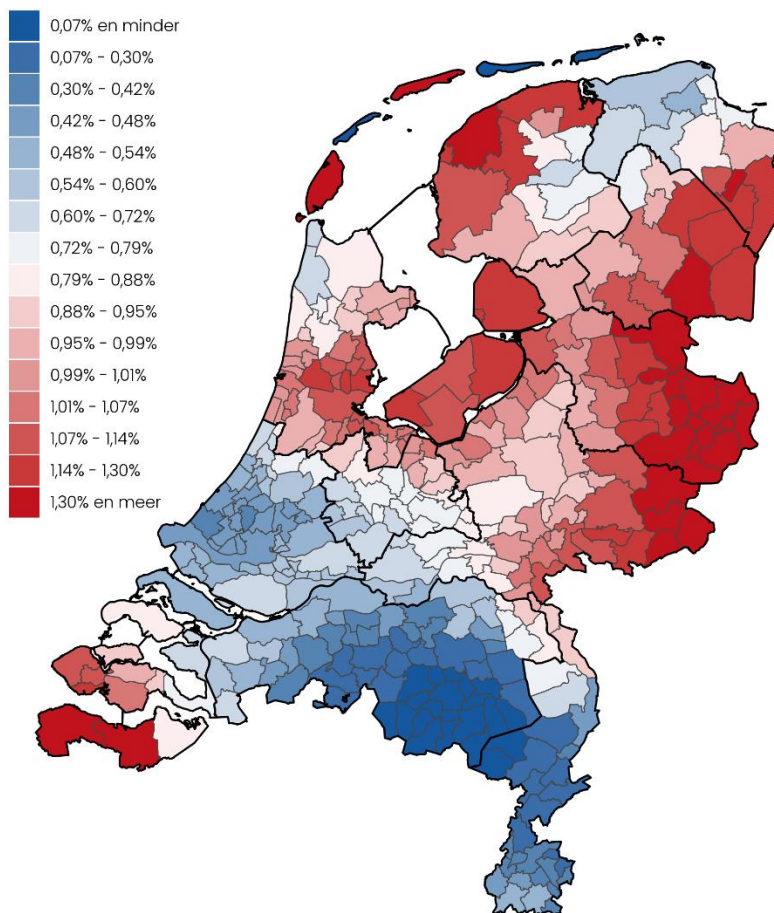 0,07% en minder
0,07% - 0,30%
0,30% - 0,42%
0,42% - 0,48%
0,48% - 0,54%
0,54% - 0,60%
0,60% - 0,72%
0,72% - 0,79%
0,79% - 0,88%
0,88% - 0,95%
0,95% - 0,99%
0,99% - 1,01%
1,01% - 1,07%
1,07% - 1,14%
1,14% - 1,30%
1,30% en meer